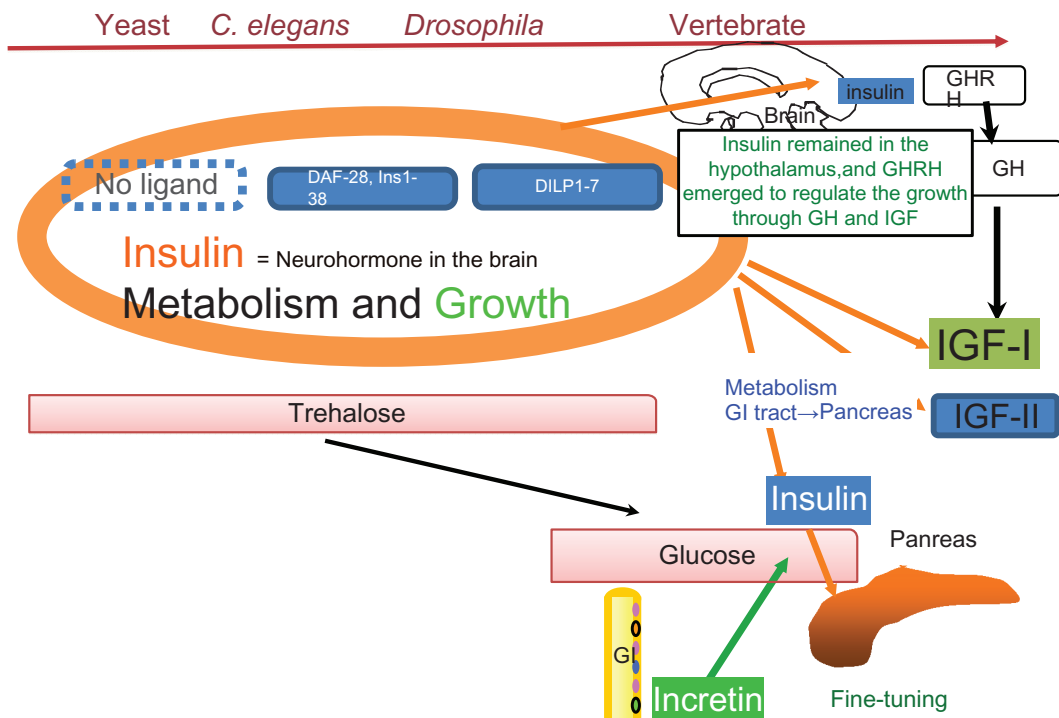 Yeast C. elegans Drosophila Vertebrate
insulin
GHR
H
Brain
Insulin remained in the
hypothalamus,and GHRH
emerged to regulate the growth
through GH and IGF
GH
No ligand
DAF-28, Ins1-
38
DILP1-7
Insulin = Neurohormone in the brain
Metabolism and Growth
IGF-I
Metabolism
GI tract→Pancreas
IGF-II
Trehalose
Insulin
Glucose
Panreas
GI
Incretin
Fine-tuning